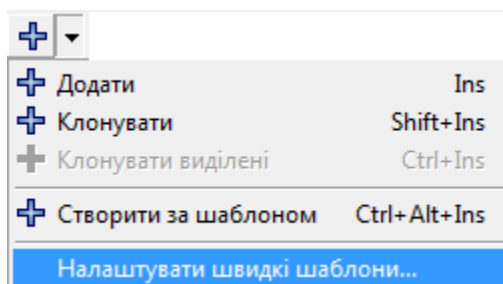 Додати Ins
Клонувати Shift+Ins
Клонувати виділені Ctrl+Ins
Створити за шаблоном Ctrl+Alt+Ins
Налаштувати швидкі шаблони...